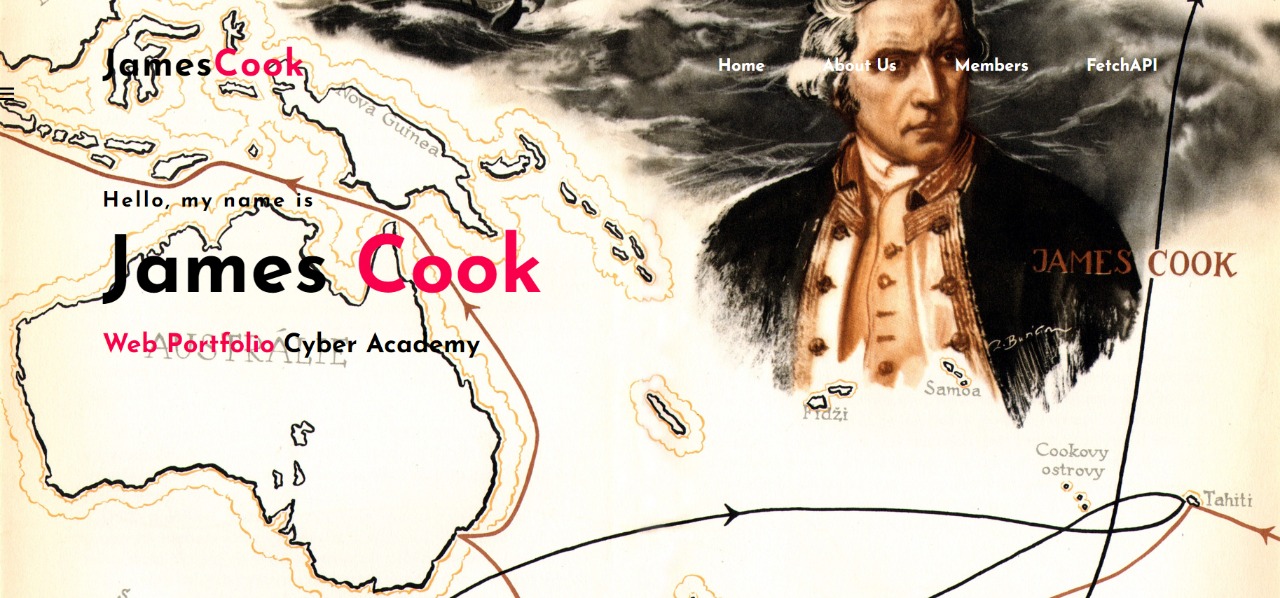 JamesCook
Home About Us Members FetchAPI
Nova Guinea
Hello, my name is
James Cook
JAMES COOK
Web Portfolio Cyber Academy
AUSTRÁLIE
Samoa
Fidži
Cookovy
ostrovy
Tahiti